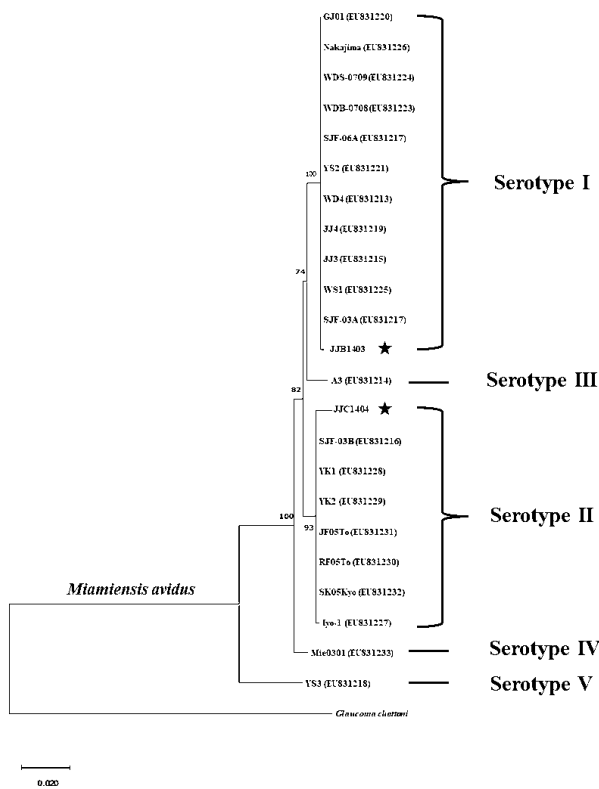 GJ01 (EU831220)
Nakajima (EU831226)
WDS-0709(EU831224)
WDB-0708(EU831223)
SJF-06A (EU831217)
100
YS2 (EU831221)
Serotype I
WD4 (EU831213)
JJ4 (EU831219)
JJ3 (EU831215)
74
WS1 (EU831225)
SJF-03A(EU831217)
JJB1403 ★
A3 (EU831214)
Serotype III
82
JJC1404 ★
SJF-03B(EU831216)
YK1 (EU831228)
YK2 (EU831229)
100
Serotype II
93
JF05To (EU831231)
RF05To (EU831230)
Miamiensis avidus
SK05Kyo (EU831232)
Iyo-1 (EU831227)
Mie0301 (EU831233)
Serotype IV
YS3 (EU831218)
Serotype V
Glaucoma chattoni
0.020